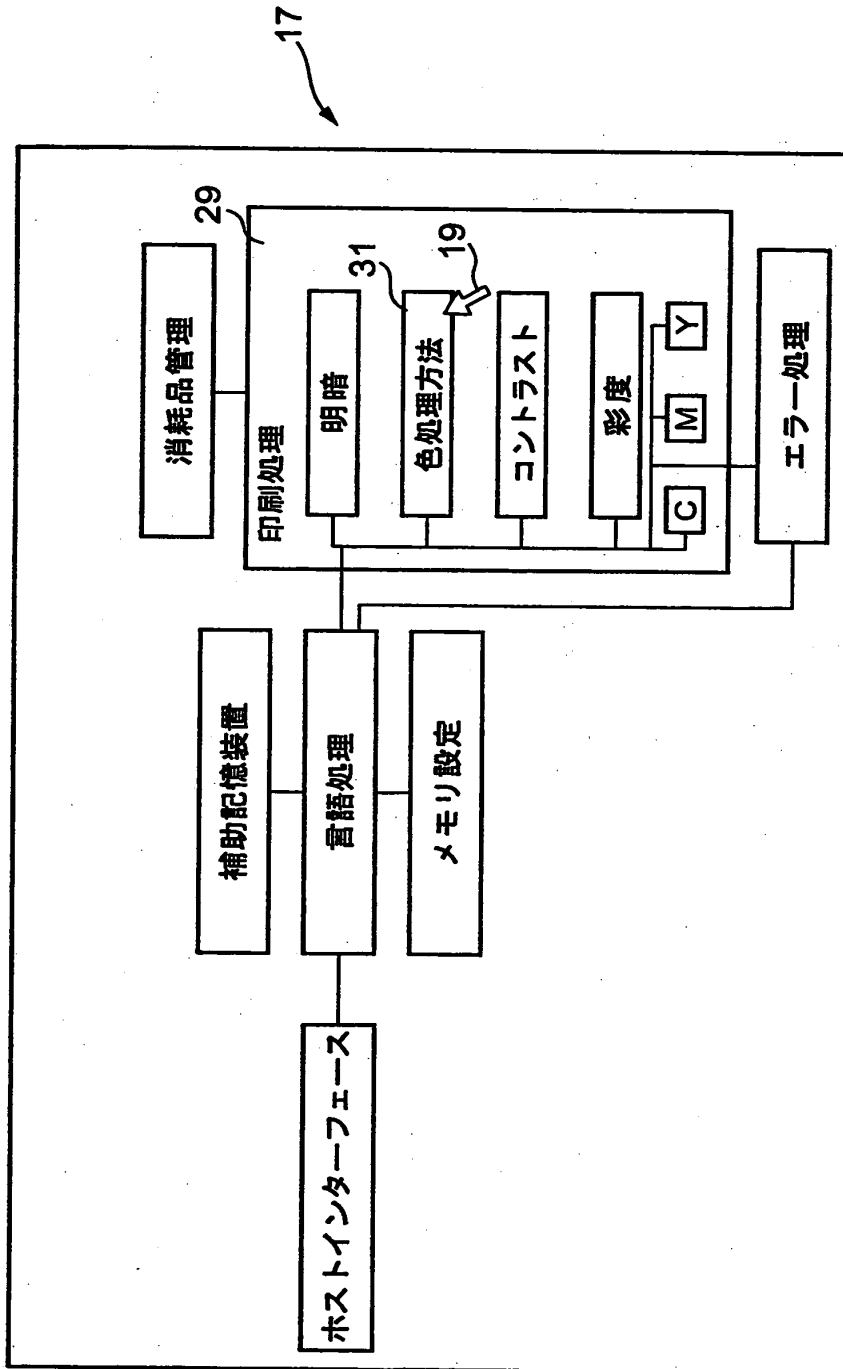 17
消耗品管理
29
印刷処理
明暗
31
色処理方法
19
コントラスト
彩度
C
M
Y
エラー処理
補助記憶装置
言語処理
メモリ設定
ホストインターフェース